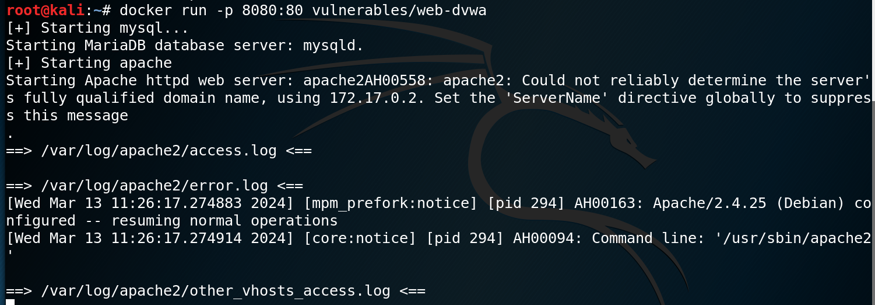 root@kali:~# docker run -p 8080:80 vulnerables/web-dvwa
[+] Starting mysql...
Starting MariaDB database server: mysqld.
[+] Starting apache
Starting Apache httpd web server: apache2AH00558: apache2: Could not reliably determine the server'
s fully qualified domain name, using 172.17.0.2. Set the 'ServerName' directive globally to suppres
s this message
.
==> /var/log/apache2/access.log <==
==> /var/log/apache2/error.log <==
[Wed Mar 13 11:26:17.274883 2024] [mpm_prefork:notice] [pid 294] AH00163: Apache/2.4.25 (Debian) co
nfigured -- resuming normal operations
[Wed Mar 13 11:26:17.274914 2024] [core:notice] [pid 294] AH00094: Command line: '/usr/sbin/apache2
'
==> /var/log/apache2/other_vhosts_access.log <==